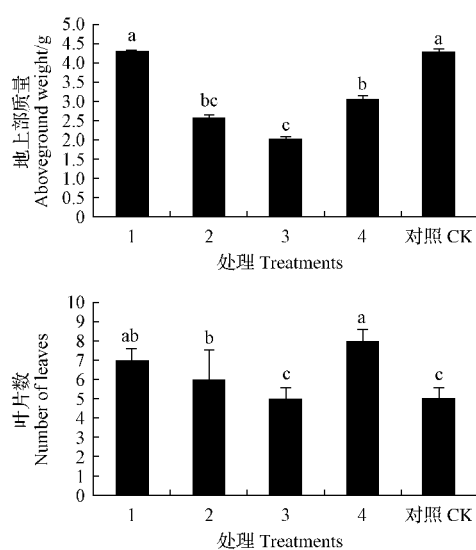 地上部质量
Aboveground weight/g
5.0
4.5
4.0
3.5
3.0
2.5
2.0
1.5
1.0
0.5
0
a
bc
c
b
a
1 2 3 4 对照 CK
处理 Treatments
叶片数
Number of leaves
10
9
8
7
6
5
4
3
2
1
0
ab
b
c
a
c
1 2 3 4 对照 CK
处理 Treatments